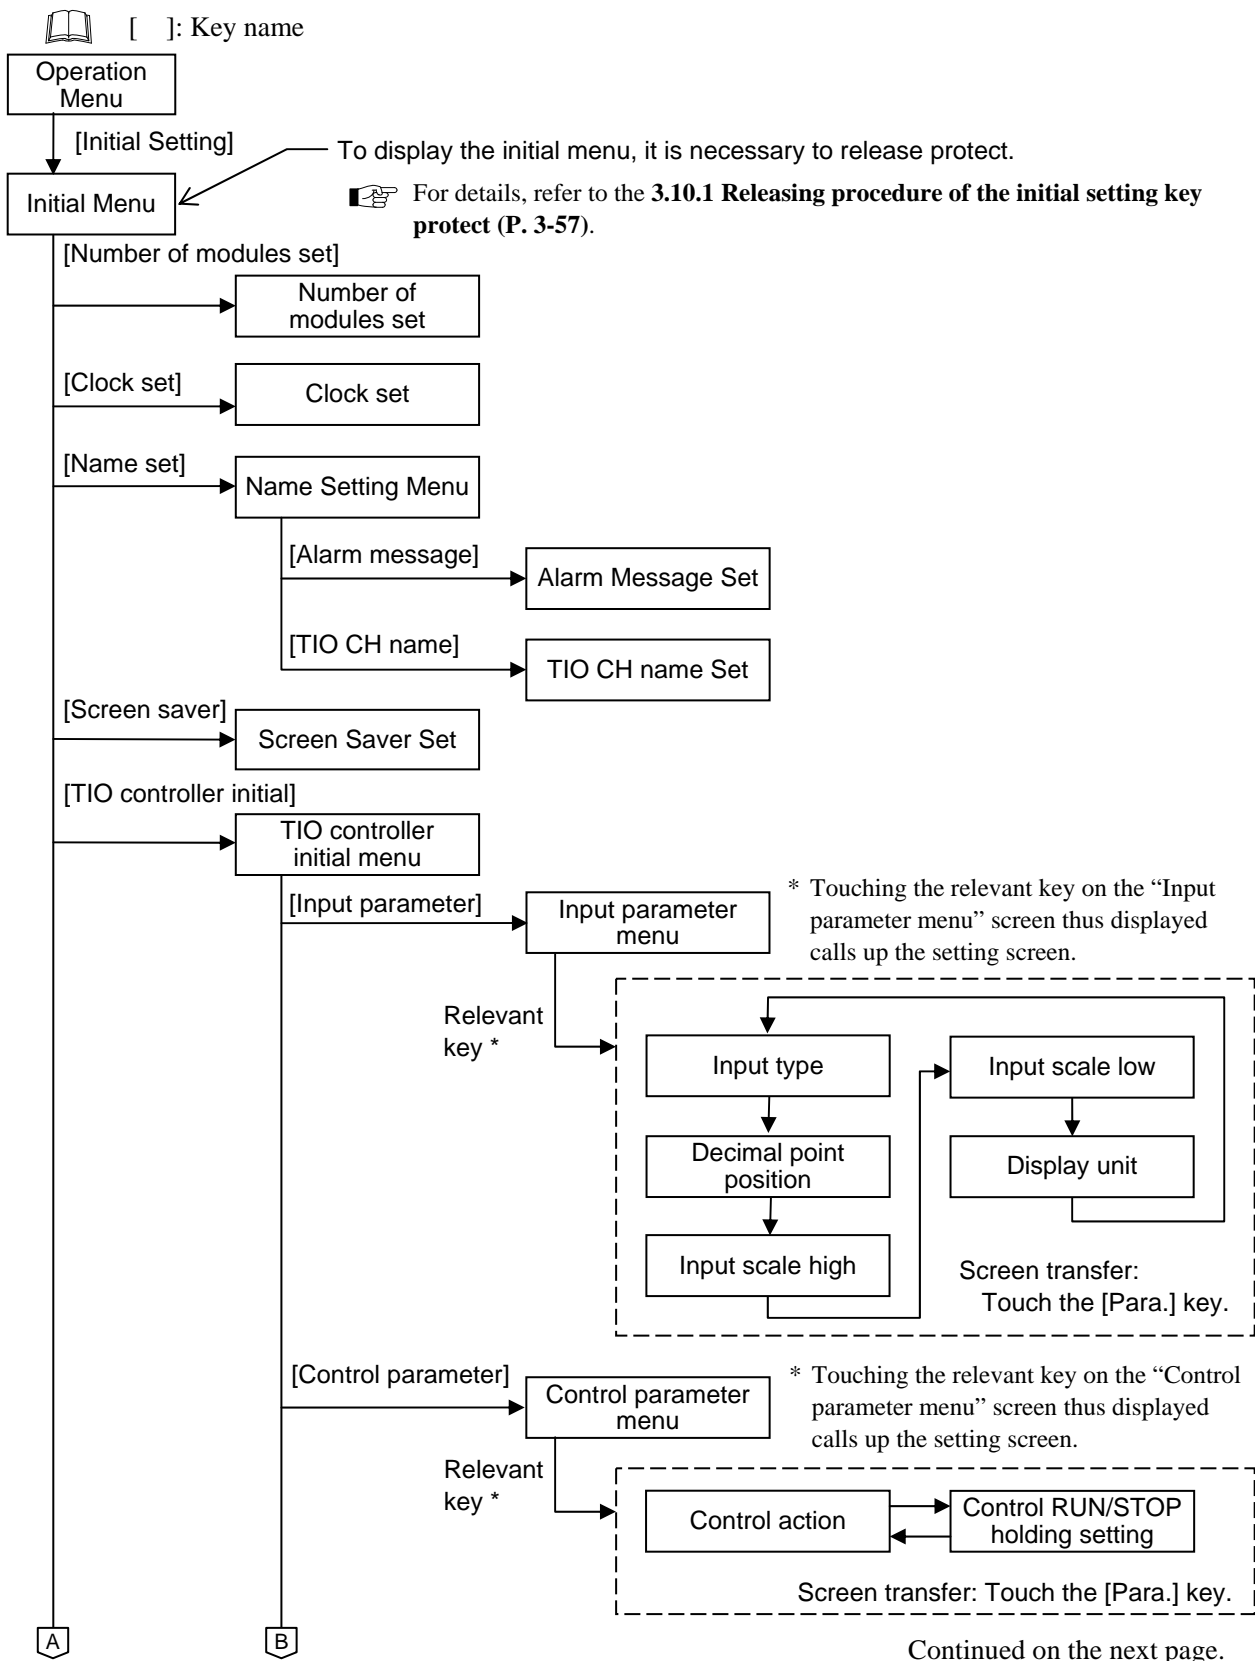 [ ]: Key name
Operation
Menu
[Initial Setting]
To display the initial menu, it is necessary to release protect.
Initial Menu
For details, refer to the 3.10.1 Releasing procedure of the initial setting key
protect (P. 3-57).
[Number of modules set]
Number of
modules set
[Clock set]
Clock set
[Name set]
Name Setting Menu
[Alarm message]
Alarm Message Set
[TIO CH name]
TIO CH name Set
[Screen saver]
Screen Saver Set
[TIO controller initial]
TIO controller
initial menu
[Input parameter]
Input parameter
menu
* Touching the relevant key on the “Input
parameter menu” screen thus displayed
calls up the setting screen.
Relevant
key *
Input type
Decimal point
position
Input scale high
Input scale low
Display unit
Screen transfer:
Touch the [Para.] key.
[Control parameter]
Control parameter
menu
* Touching the relevant key on the “Control
parameter menu” screen thus displayed
calls up the setting screen.
Relevant
key *
Control action
Control RUN/STOP
holding setting
Screen transfer: Touch the [Para.] key.
A
B
Continued on the next page.